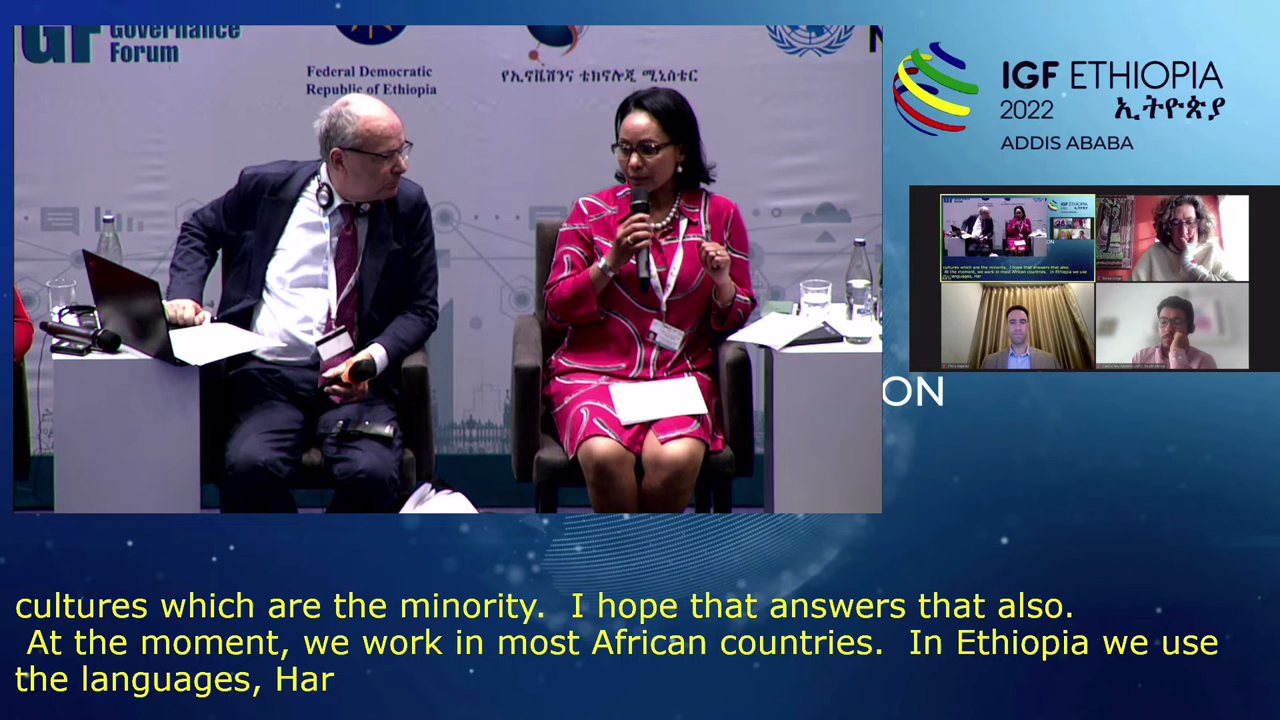 IGF
Governance
Forum
Federal Democratic
Republic of Ethiopia
የኢኖቬሽንና ቴክኖሎጂ ሚኒስቴር
IGF ETHIOPIA
2022 ኢትዮጵያ
ADDIS ABABA
ON
cultures which are the minority. I hope that answers that also.
At the moment, we work in most African countries. In Ethiopia we use
the languages, Har